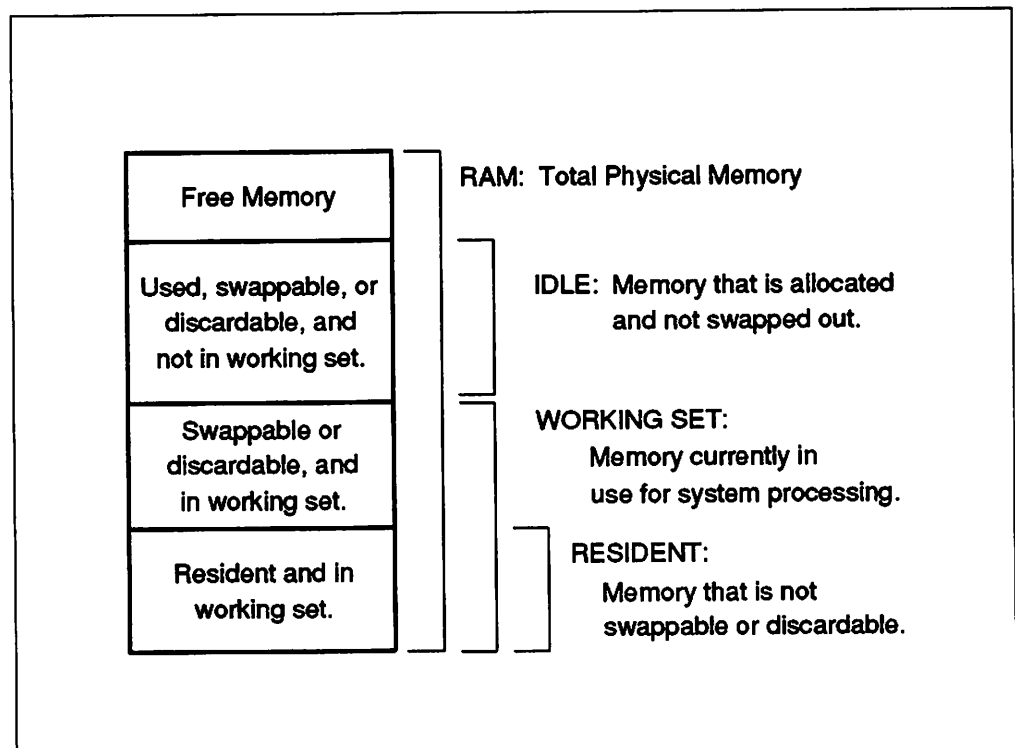 Free Memory
Used, swappable, or
discardable, and
not in working set.
Swappable or
discardable, and
in working set.
Resident and in
working set.
RAM: Total Physical Memory
IDLE: Memory that is allocated
and not swapped out.
WORKING SET:
Memory currently in
use for system processing.
RESIDENT:
Memory that is not
swappable or discardable.